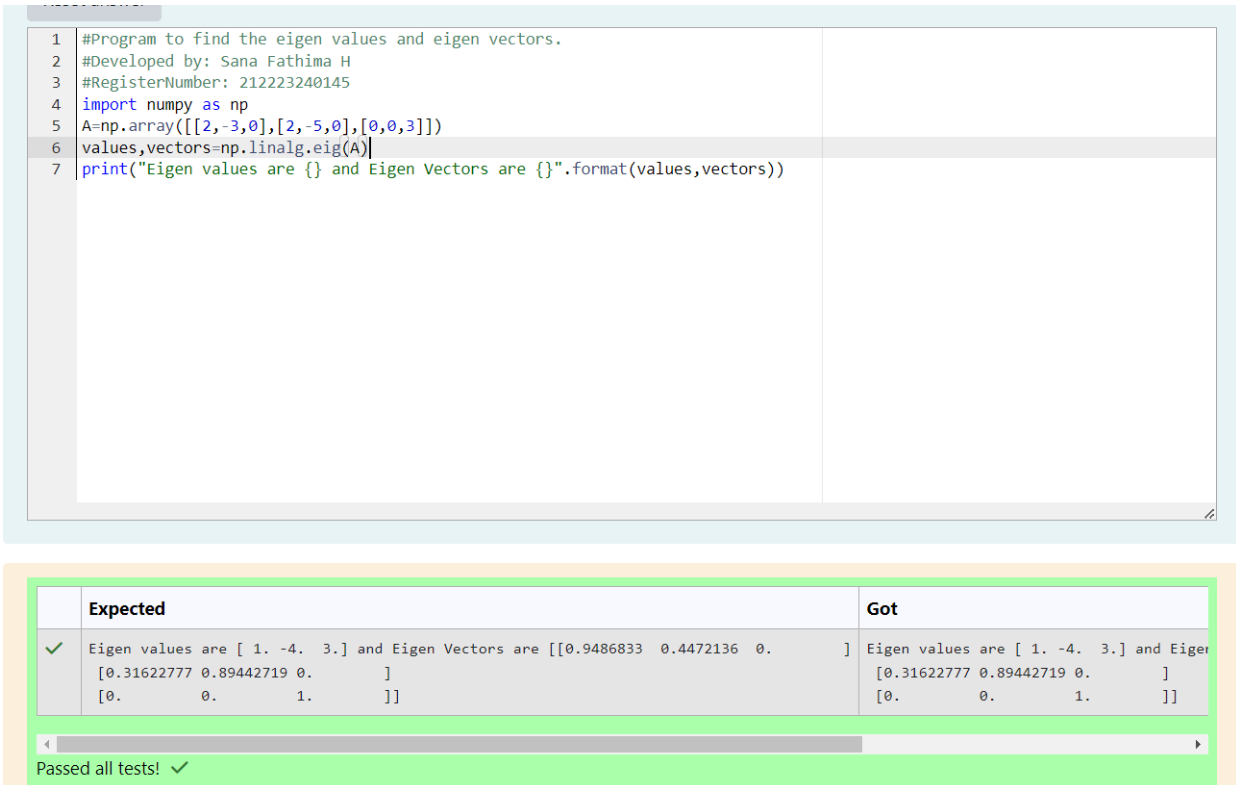 1 #Program to find the eigen values and eigen vectors.
2 #Developed by: Sana Fathima H
3 #RegisterNumber: 212223240145
4 import numpy as np
5 A=np.array([[2,-3,0],[2,-5,0],[0,0,3]])
6 values,vectors=np.linalg.eig(A)
7 print("Eigen values are {} and Eigen Vectors are {}".format(values,vectors))
Expected Got
Eigen values are [ 1. -4.  3.] and Eigen Vectors are [[0.9486833  0.4472136  0.        ] Eigen values are [ 1. -4.  3.] and
[0.31622777 0.89442719 0.        ] [0.31622777 0.89442719 0.        ]
[0.         0.         1.        ]] [0.         0.         1.        ]]
Passed all tests!